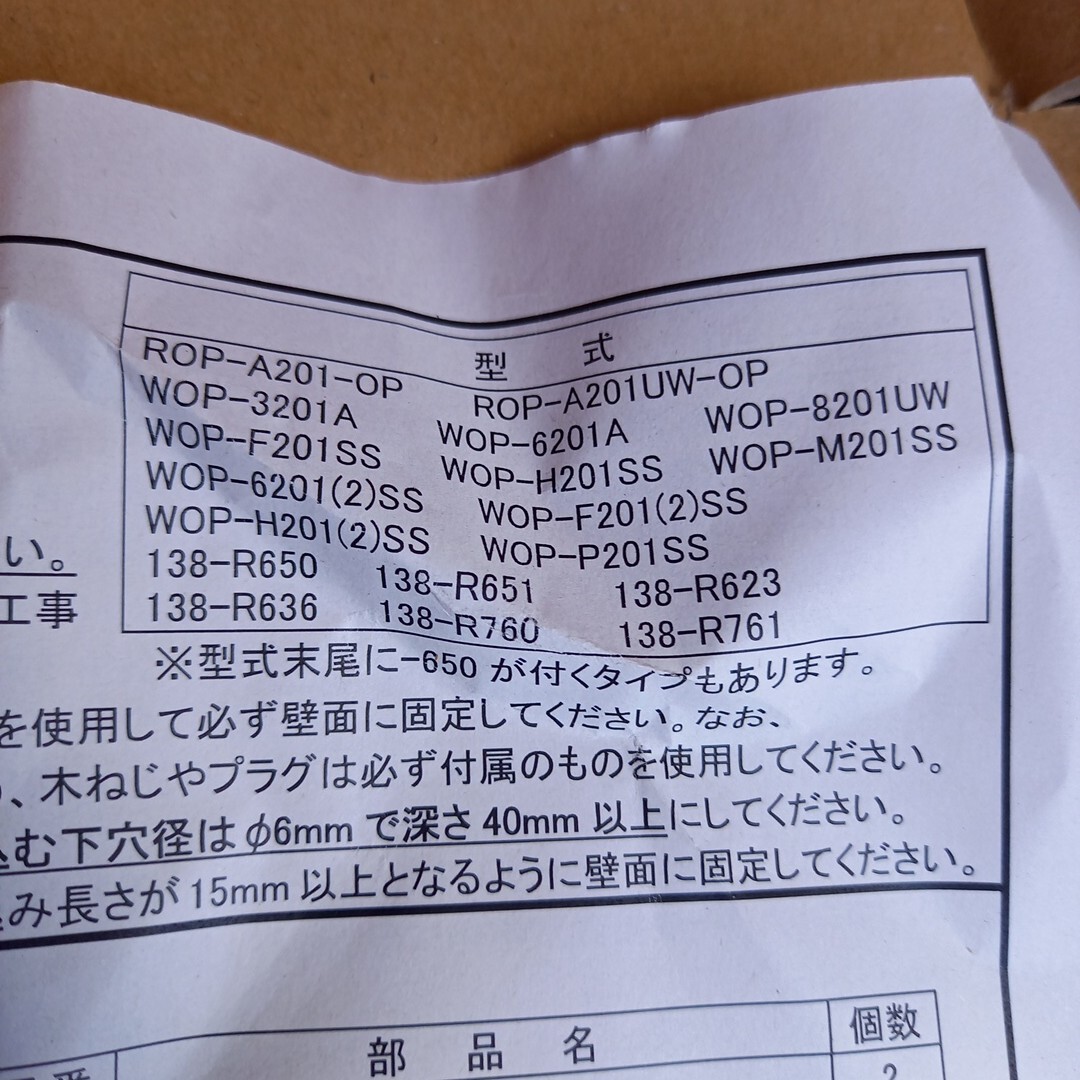 型 式
ROP-A201-OP ROP-A201UW-OP
WOP-3201A WOP-6201A WOP-8201UW
WOP-F201SS WOP-H201SS WOP-M201SS
WOP-6201(2)SS WOP-F201(2)SS
WOP-H201(2)SS WOP-P201SS
138-R650 138-R651 138-R623
138-R636 138-R760 138-R761
い。
工事
※型式末尾に-650 が付くタイプもあります。
を使用して必ず壁面に固定してください。なお、
、木ねじやプラグは必ず付属のものを使用してください。
込む下穴径はφ6mm で深さ 40mm 以上にしてください。
み長さが 15mm 以上となるように壁面に固定してください。
部 品 名 個数
2